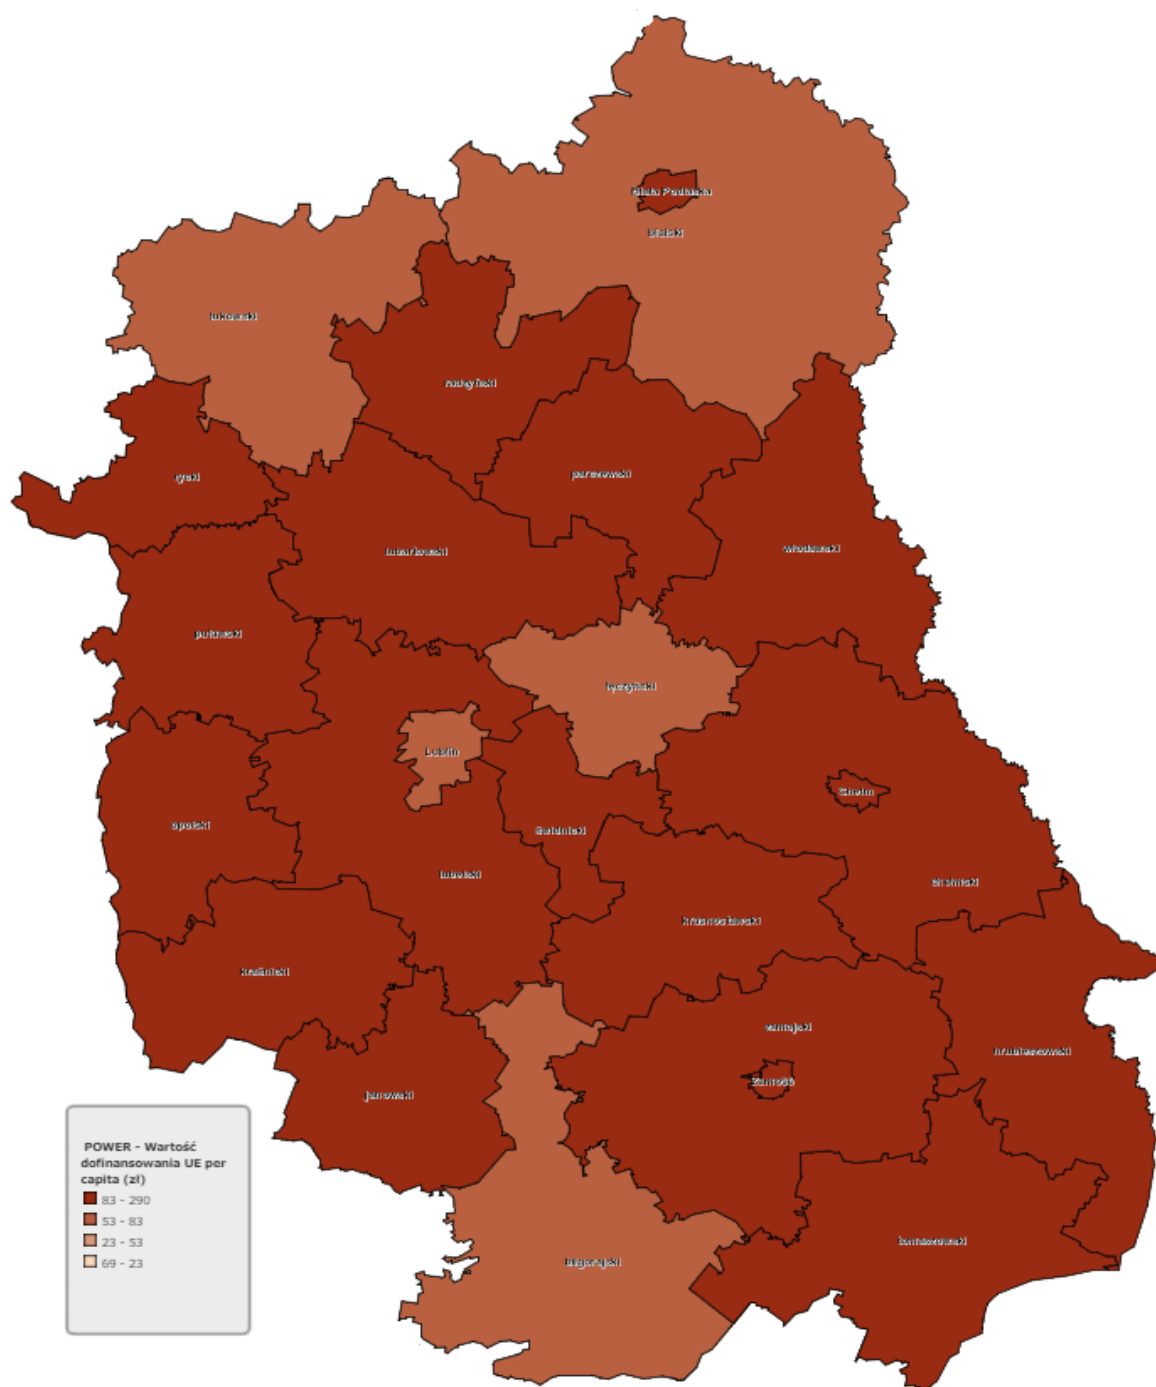 Biała Podlaska
bialski
łukowski
radzyński
parczewski
rycki
lubartowski
włodawski
puławski
łęczyński
Lublin
Chełm
opolski
świdnicki
lubelski
chełmski
krasnostawski
kraśnicki
zamojski
hrubieszowski
Zamość
janowski
POWER - Wartość
dofinansowania UE per
capita (zł)
83 - 290
53 - 83
23 - 53
69 - 23
tomaszowski
biłgorajski